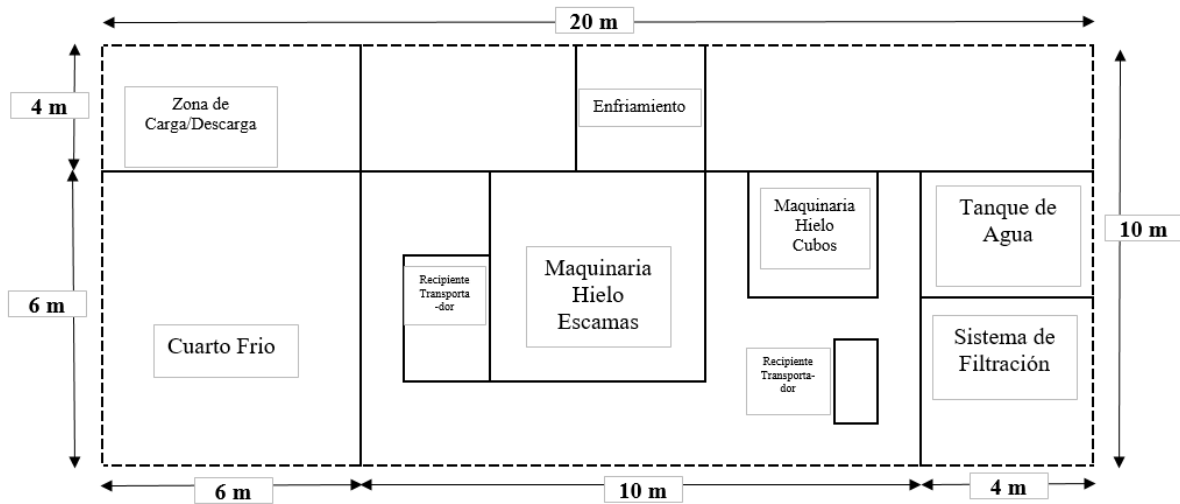 20 m
4 m
Zona de
Carga/Descarga
Enfriamiento
10 m
6 m
Recipiente
Transporta
-dor
Maquinaria
Hielo
Escamas
Maquinaria
Hielo
Cubos
Tanque de
Agua
Cuarto Frio
Recipiente
Transporta-
dor
Sistema de
Filtración
6 m
10 m
4 m